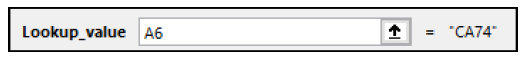 Lookup_value A6 = "CA74"